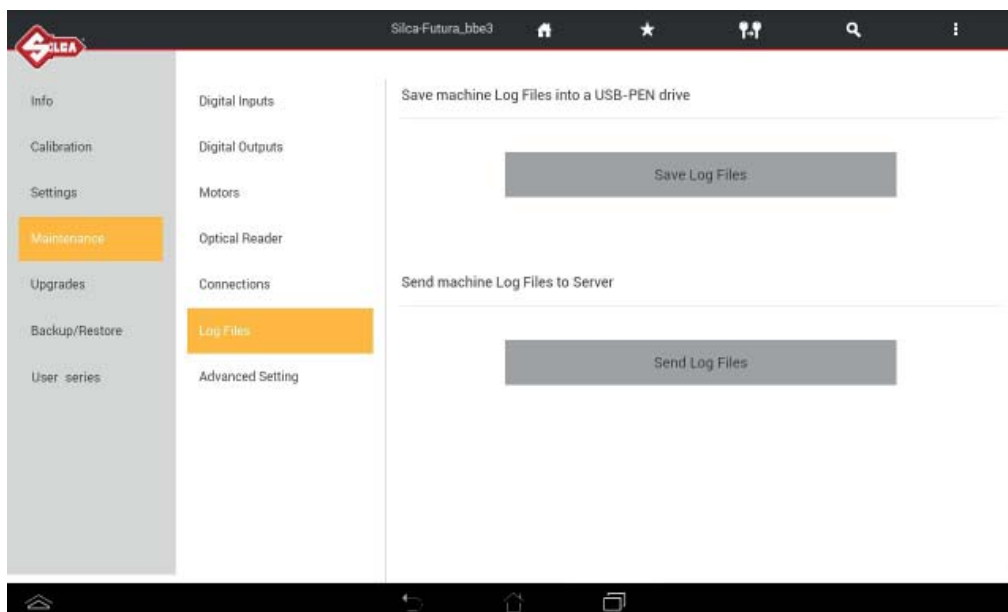 SILCA
Silca-Futura_bbe3
Info
Calibration
Settings
Maintenance
Upgrades
Backup/Restore
User series
Digital Inputs
Digital Outputs
Motors
Optical Reader
Connections
Log Files
Advanced Setting
Save machine Log Files into a USB-PEN drive
Save Log Files
Send machine Log Files to Server
Send Log Files